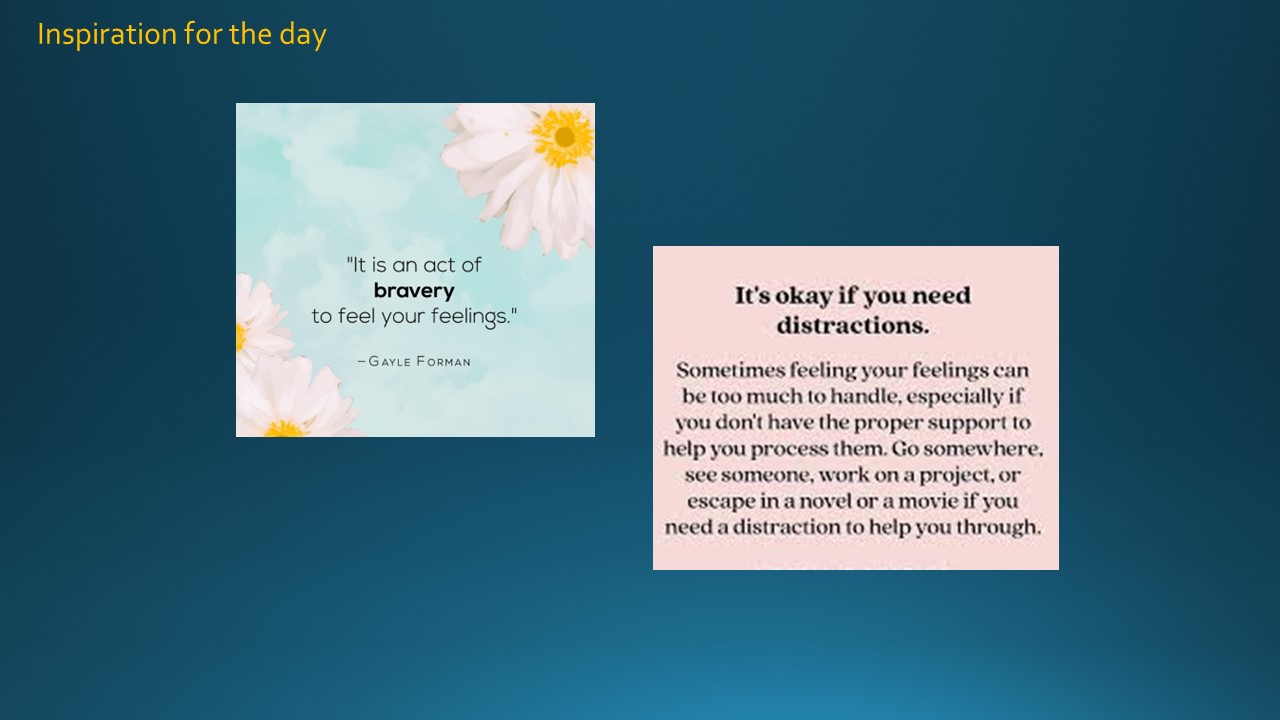 Inspiration for the day
"It is an act of
bravery
to feel your feelings."
—Gayle Forman
It's okay if you need
distractions.
Sometimes feeling your feelings can
be too much to handle, especially if
you don't have the proper support to
help you process them. Go somewhere,
see someone, work on a project, or
escape in a novel or a movie if you
need a distraction to help you through.